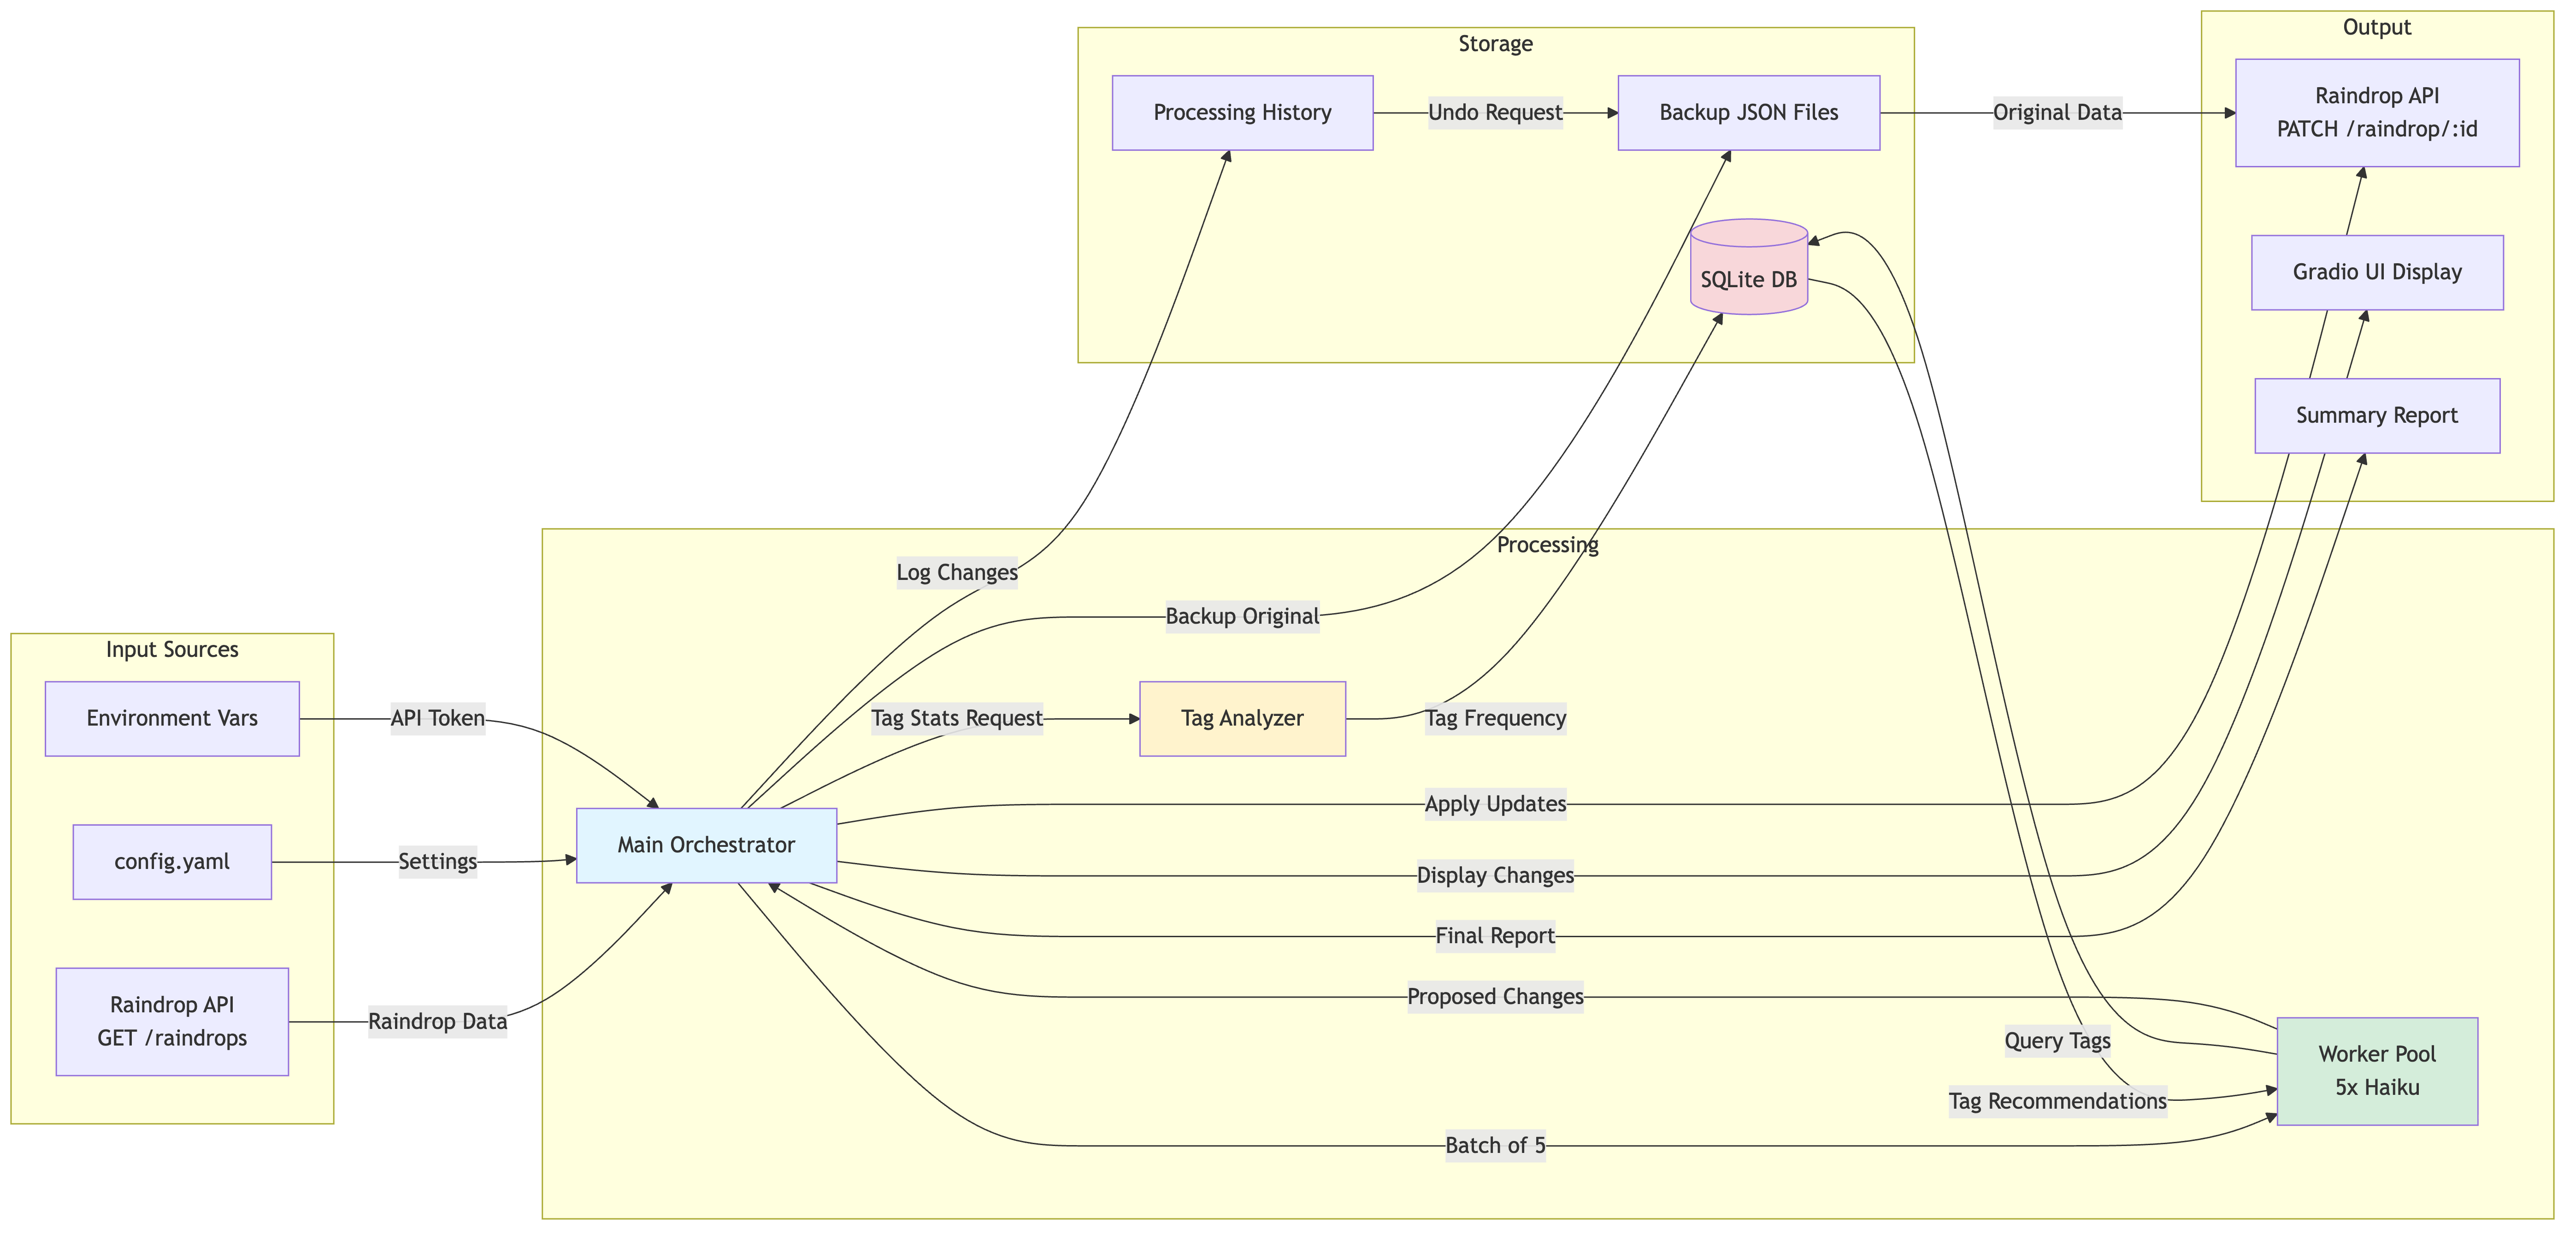 Storage
Processing History
Undo Request
Backup JSON Files
Original Data
SQLite DB
Output
Raindrop API
PATCH /raindrop/:id
Gradio UI Display
Summary Report
Processing
Log Changes
Backup Original
Tag Stats Request
Tag Analyzer
Tag Frequency
Main Orchestrator
Apply Updates
Display Changes
Final Report
Proposed Changes
Query Tags
Tag Recommendations
Batch of 5
Worker Pool
5x Haiku
Input Sources
Environment Vars
API Token
config.yaml
Settings
Raindrop API
GET /raindrops
Raindrop Data